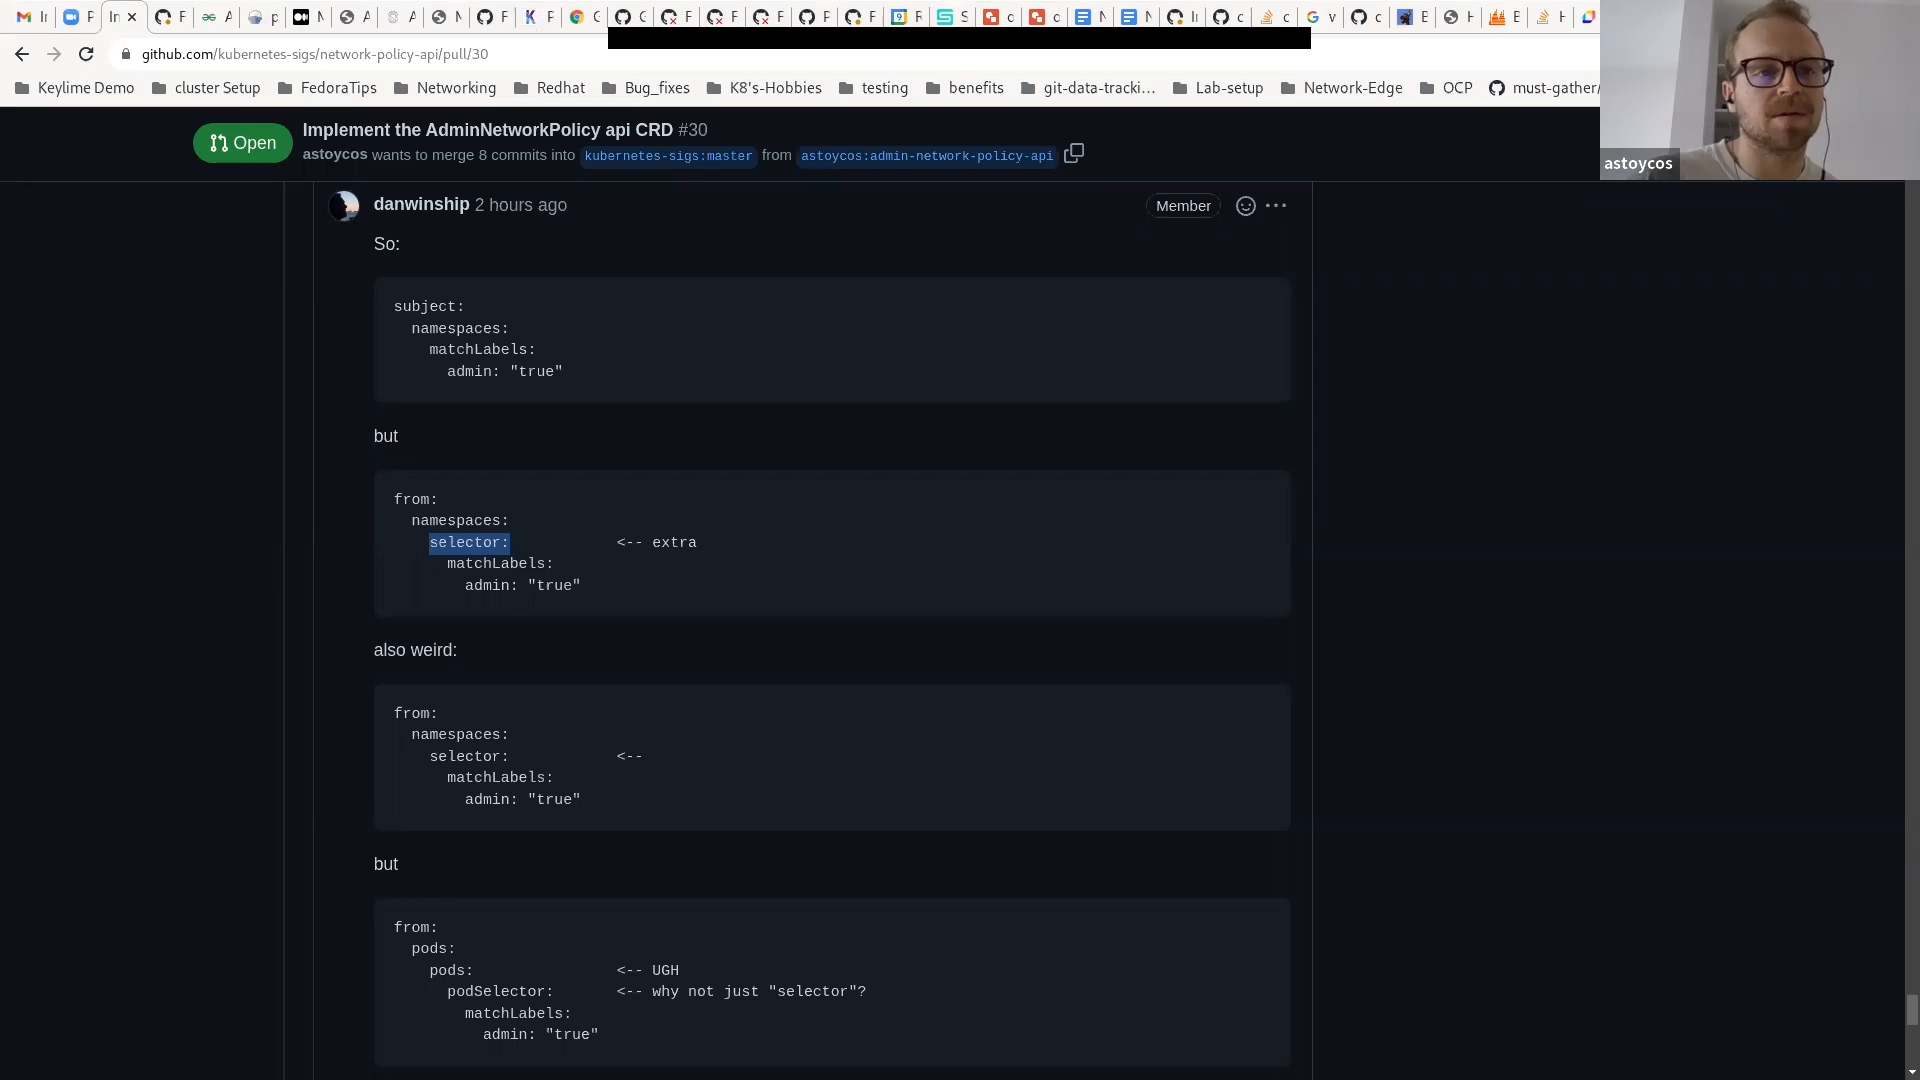 github.com/kubernetes-sigs/network-policy-api/pull/30
Keylime Demo cluster Setup FedoraTips Networking Redhat Bug_fixes K8's-Hobbies testing benefits git-data-tracki... Lab-setup Network-Edge OCP must-gather/
Open
Implement the AdminNetworkPolicy api CRD #30
astoycos wants to merge 8 commits into kubernetes-sigs:master from astoycos:admin-network-policy-api
astoycos
danwinship 2 hours ago Member
So:
subject:
namespaces:
matchLabels:
admin: "true"
but
from:
namespaces:
selector: <-- extra
matchLabels:
admin: "true"
also weird:
from:
namespaces:
selector: <--
matchLabels:
admin: "true"
but
from:
pods:
pods: <-- UGH
podSelector: <-- why not just "selector"?
matchLabels:
admin: "true"